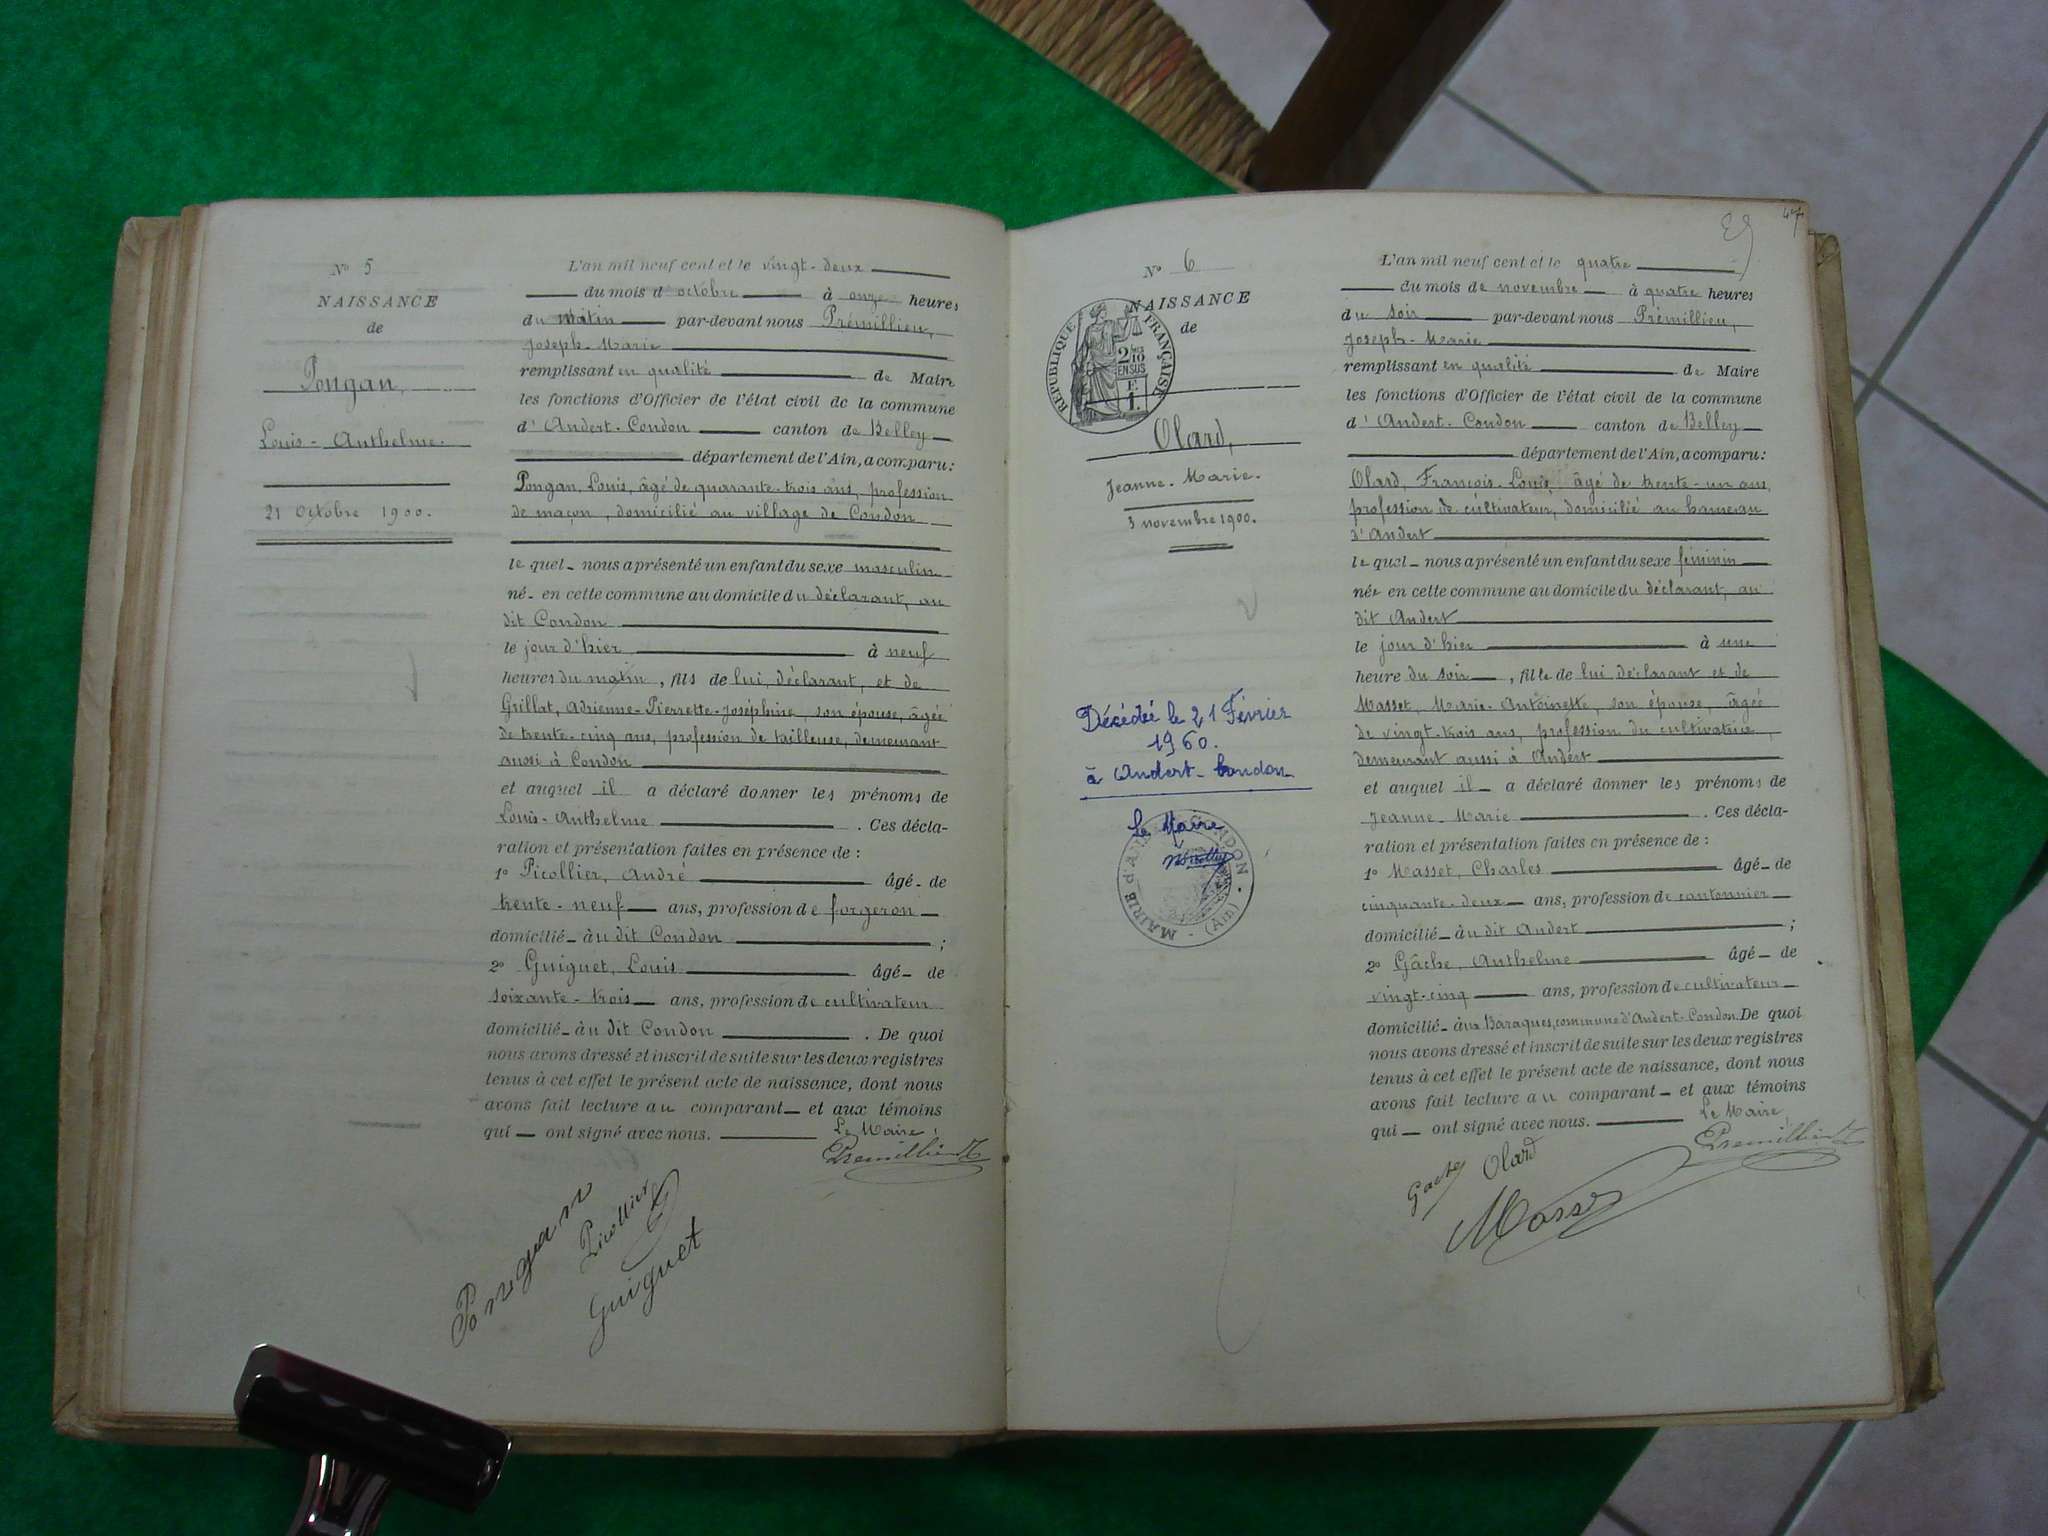 N° 5
NAISSANCE
de
Pongan,
Louis-Anthelme.
21 Octobre 1900.
L'an mil neuf cent et le vingt-deux
du mois d'octobre à onze heures
du matin par-devant nous Prémillieu,
Joseph-Marie
remplissant en qualité de Maire
les fonctions d'Officier de l'état civil de la commune
d'Andert-Condon canton de Belley
département de l'Ain, a comparu:
Pongan, Louis, âgé de quarante-trois ans, profession
de maçon, domicilié au village de Condon
le quel nous a présenté un enfant du sexe masculin
né en cette commune au domicile du déclarant, au
dit Condon
le jour d'hier à neuf
heures du matin, fils de lui, déclarant, et de
Grillat, Adrienne-Pierrette-Joséphine, son épouse, âgée
de trente-cinq ans, profession de tailleuse, demeurant
aussi à Condon
et auquel il a déclaré donner les prénoms de
Louis-Anthelme . Ces décla-
ration et présentation faites en présence de :
1° Picollier, André âgé de
trente-neuf ans, profession de forgeron
domicilié au dit Condon ;
2° Guiguet, Louis âgé de
soixante-trois ans, profession de cultivateur
domicilié au dit Condon . De quoi
nous avons dressé et inscrit de suite sur les deux registres
tenus à cet effet le présent acte de naissance, dont nous
avons fait lecture au comparant et aux témoins
qui ont signé avec nous. Le Maire,
Premillieu
Pongan
Picollier
Guiguet
47
N° 6
NAISSANCE
de
RÉPUBLIQUE FRANÇAISE
2/10
EN SUS
F.
1.
Olard,
Jeanne-Marie.
3 novembre 1900.
Décédée le 21 Février
1960.
à Andert-Condon
Le Maire
MAIRIE d'ANDERT-CONDON
(Ain)
L'an mil neuf cent et le quatre
du mois de novembre à quatre heures
du soir par-devant nous Prémillieu,
Joseph-Marie
remplissant en qualité de Maire
les fonctions d'Officier de l'état civil de la commune
d'Andert-Condon canton de Belley
département de l'Ain, a comparu:
Olard, François-Louis, âgé de trente-un ans,
profession de cultivateur, domicilié au hameau
d'Andert
le quel nous a présenté un enfant du sexe féminin
née en cette commune au domicile du déclarant, au
dit Andert
le jour d'hier à une
heure du soir, fille de lui déclarant et de
Masset, Marie-Antoinette, son épouse, âgée
de vingt-trois ans, profession du cultivatrice,
demeurant aussi à Andert
et auquel il a déclaré donner les prénoms de
Jeanne-Marie . Ces décla-
ration et présentation faites en présence de :
1° Masset, Charles âgé de
cinquante-deux ans, profession de cantonnier
domicilié au dit Andert ;
2° Gâche, Anthelme âgé de
vingt-cinq ans, profession de cultivateur
domicilié aux Baraques, commune d'Andert-Condon. De quoi
nous avons dressé et inscrit de suite sur les deux registres
tenus à cet effet le présent acte de naissance, dont nous
avons fait lecture au comparant et aux témoins
qui ont signé avec nous. Le Maire,
Premillieu
Olard